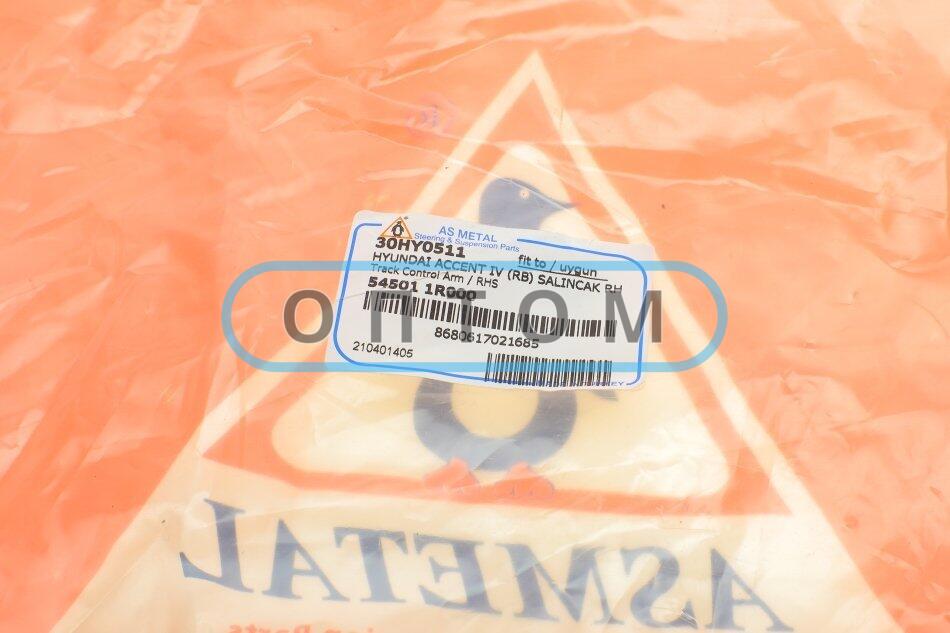 AS METAL
Steering & Suspension Parts
30HY0511
fit to / uygun
HYUNDAI ACCENT IV (RB) SALINCAK RH
Track Control Arm / RHS
54501 1R000
ОПТОМ
8680617021685
210401405
ASMETAL